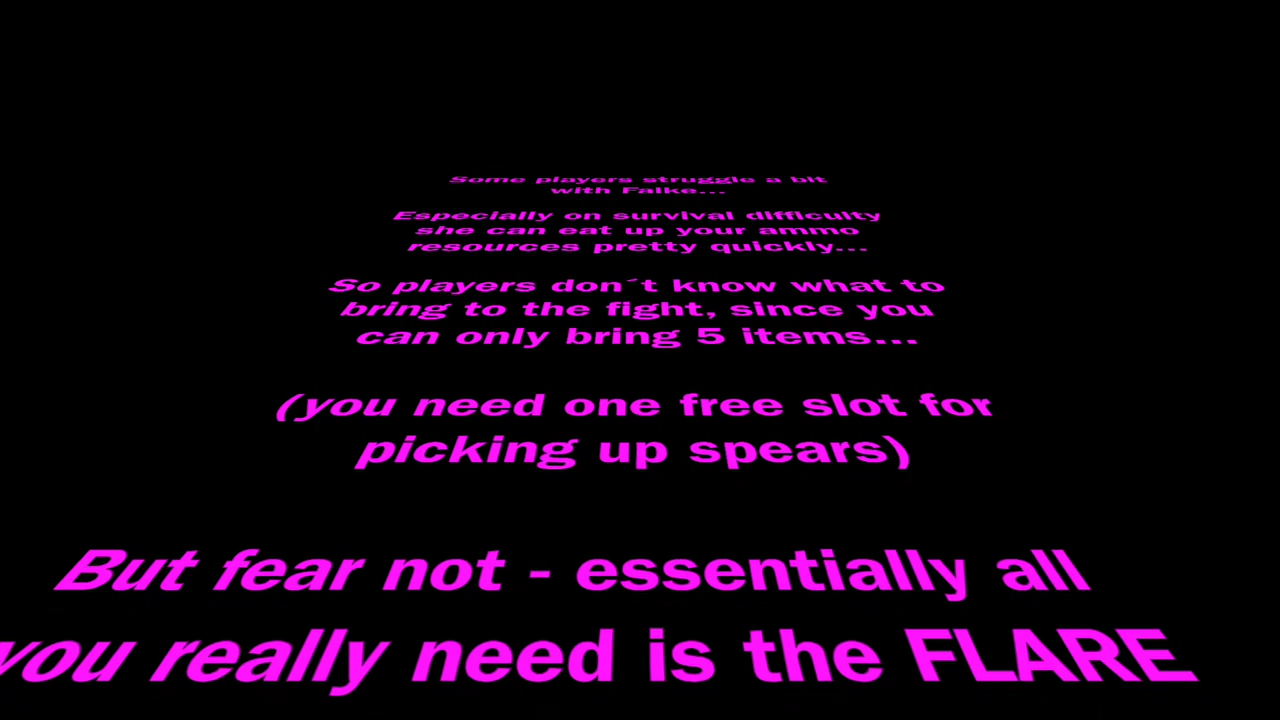 Some players struggle a bit
with Falke...
Especially on survival difficulty
she can eat up your ammo
resources pretty quickly...
So players don´t know what to
bring to the fight, since you
can only bring 5 items...
(you need one free slot for
picking up spears)
But fear not - essentially all
you really need is the FLARE